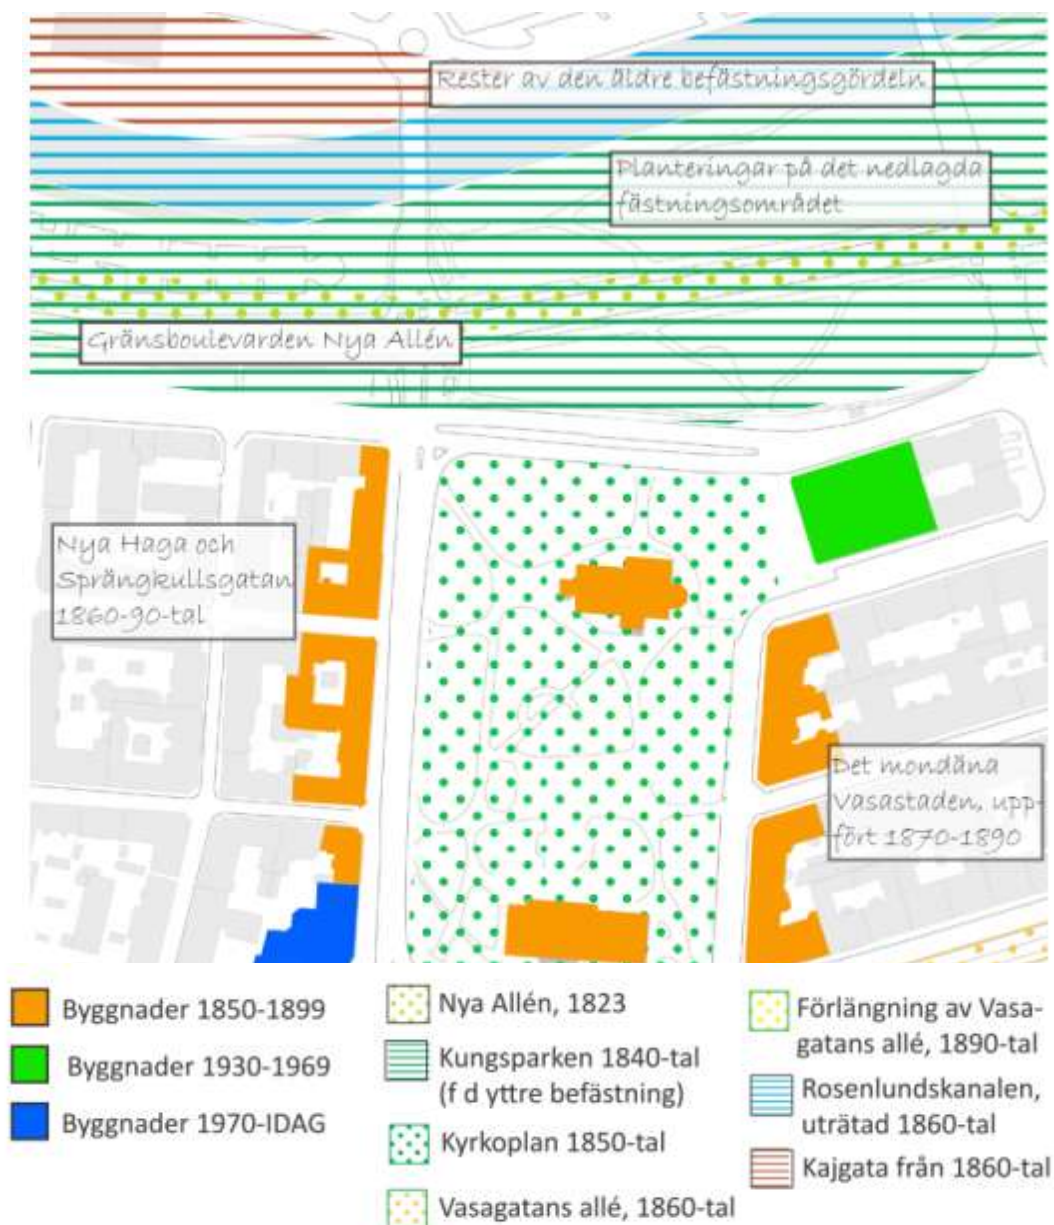 Rester av den äldre befästningsgördeln
Planteringar på det nedlagda
fästningsområdet
Gränsboulevarden Nya Allén
Nya Haga och
Sprängkullsgatan
1860-90-tal
Det mondäna
Vasastaden, upp-
fört 1870-1890
Byggnader 1850-1899
Byggnader 1930-1969
Byggnader 1970-IDAG
Nya Allén, 1823
Kungsparken 1840-tal
(f d yttre befästning)
Kyrkoplan 1850-tal
Vasagatans allé, 1860-tal
Förlängning av Vasa-
gatans allé, 1890-tal
Rosenlundskanalen,
uträtad 1860-tal
Kajgata från 1860-tal